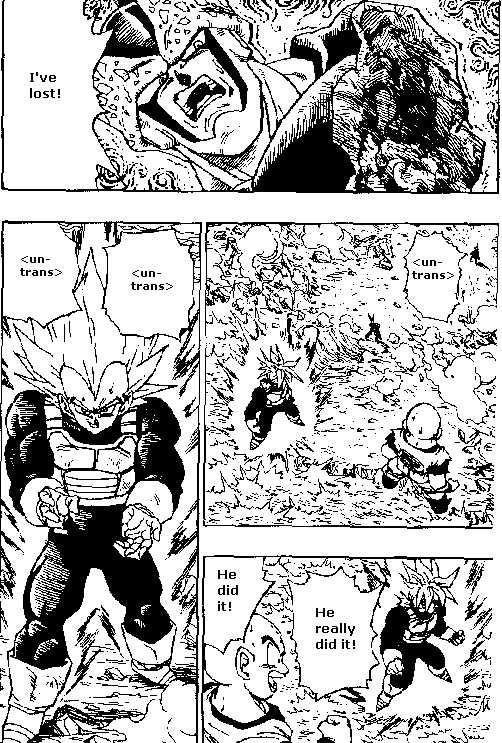 I've
lost!
<un-
trans>
<un-
trans>
<un-
trans>
He
did
it!
He
really
did it!